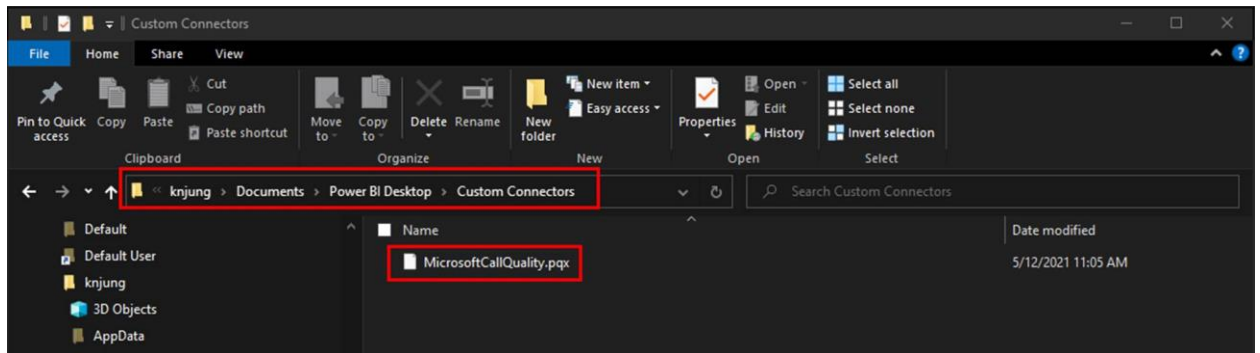 Custom Connectors
File Home Share View
Pin to Quick access
Copy
Paste
Cut
Copy path
Paste shortcut
Clipboard
Move to
Copy to
Delete
Rename
Organize
New folder
New item
Easy access
New
Properties
Open
Edit
History
Open
Select all
Select none
Invert selection
Select
« knjung > Documents > Power BI Desktop > Custom Connectors
Search Custom Connectors
Default
Default User
knjung
3D Objects
AppData
Name Date modified
MicrosoftCallQuality.pqx 5/12/2021 11:05 AM